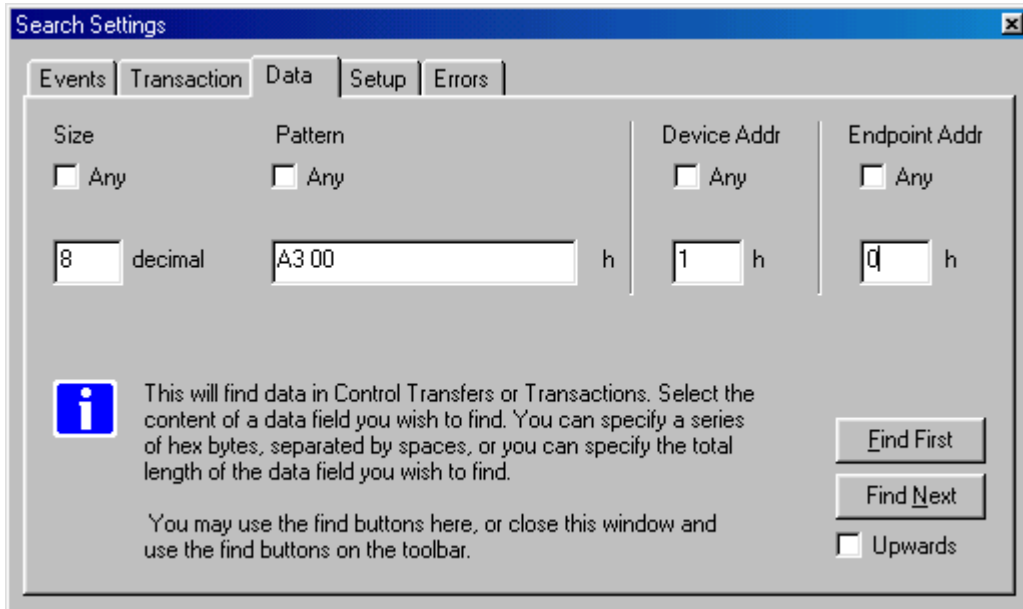 Search Settings
Events Transaction Data Setup Errors
Size Pattern Device Addr Endpoint Addr
Any Any Any Any
8 decimal A3 00 h 1 h 0 h
This will find data in Control Transfers or Transactions. Select the
content of a data field you wish to find. You can specify a series
of hex bytes, separated by spaces, or you can specify the total
length of the data field you wish to find.
You may use the find buttons here, or close this window and
use the find buttons on the toolbar.
Find First
Find Next
Upwards